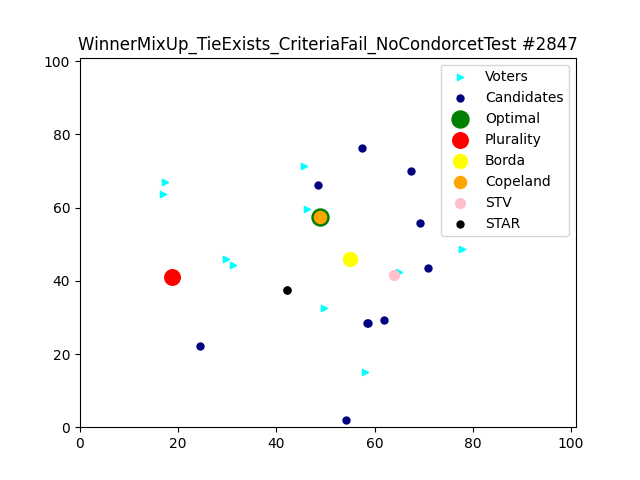 WinnerMixUp_TieExists_CriteriaFail_NoCondorcetTest #2847
100
80
60
40
20
0
0 20 40 60 80 100
Voters
Candidates
Optimal
Plurality
Borda
Copeland
STV
STAR